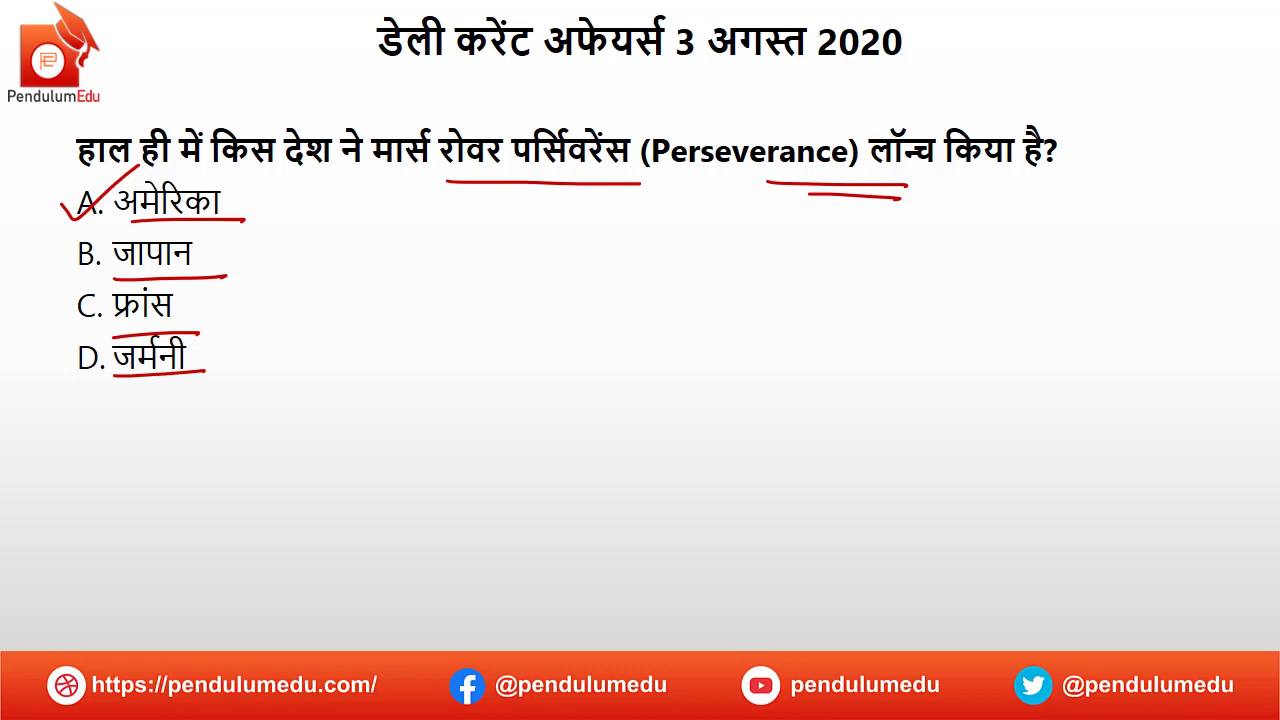 PendulumEdu
डेली करेंट अफेयर्स 3 अगस्त 2020
हाल ही में किस देश ने मार्स रोवर पर्सिवरेंस (Perseverance) लॉन्च किया है?
A. अमेरिका
B. जापान
C. फ्रांस
D. जर्मनी
https://pendulumedu.com/ @pendulumedu pendulumedu @pendulumedu